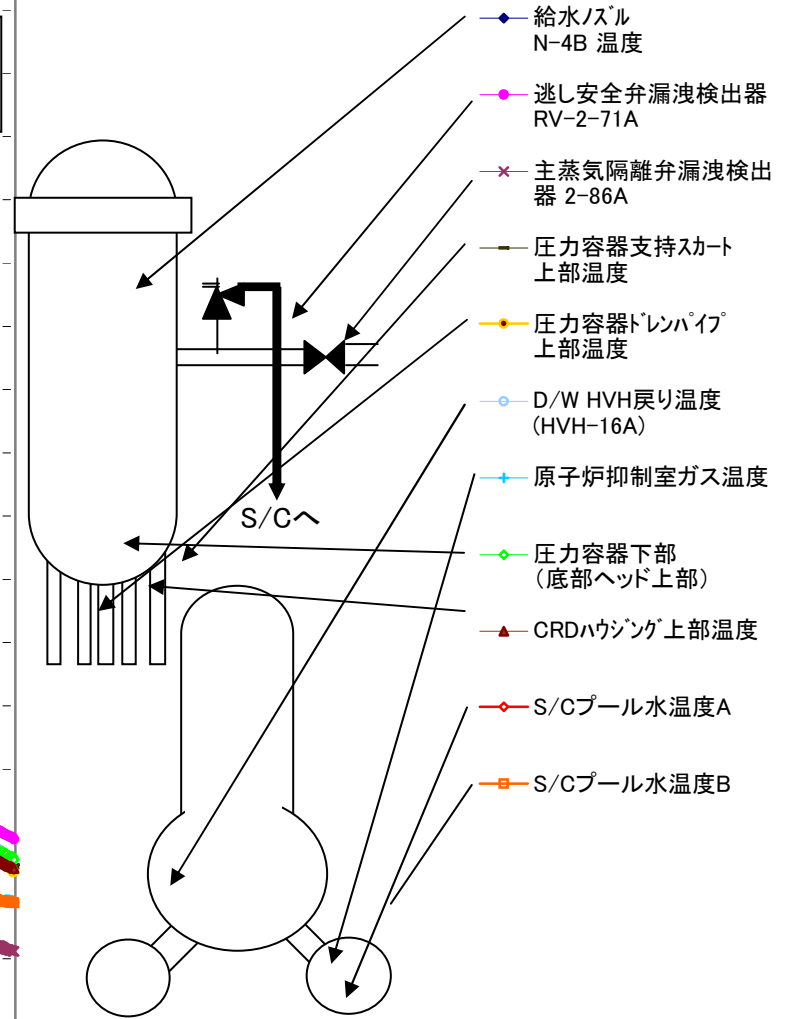 給水ノズル
N-4B 温度
逃し安全弁漏洩検出器
RV-2-71A
主蒸気隔離弁漏洩検出
器 2-86A
圧力容器支持スカート
上部温度
圧力容器ドレンパイプ
上部温度
D/W HVH戻り温度
(HVH-16A)
原子炉抑制室ガス温度
S/Cへ
圧力容器下部
(底部ヘッド上部)
CRDハウジング上部温度
S/Cプール水温度A
S/Cプール水温度B